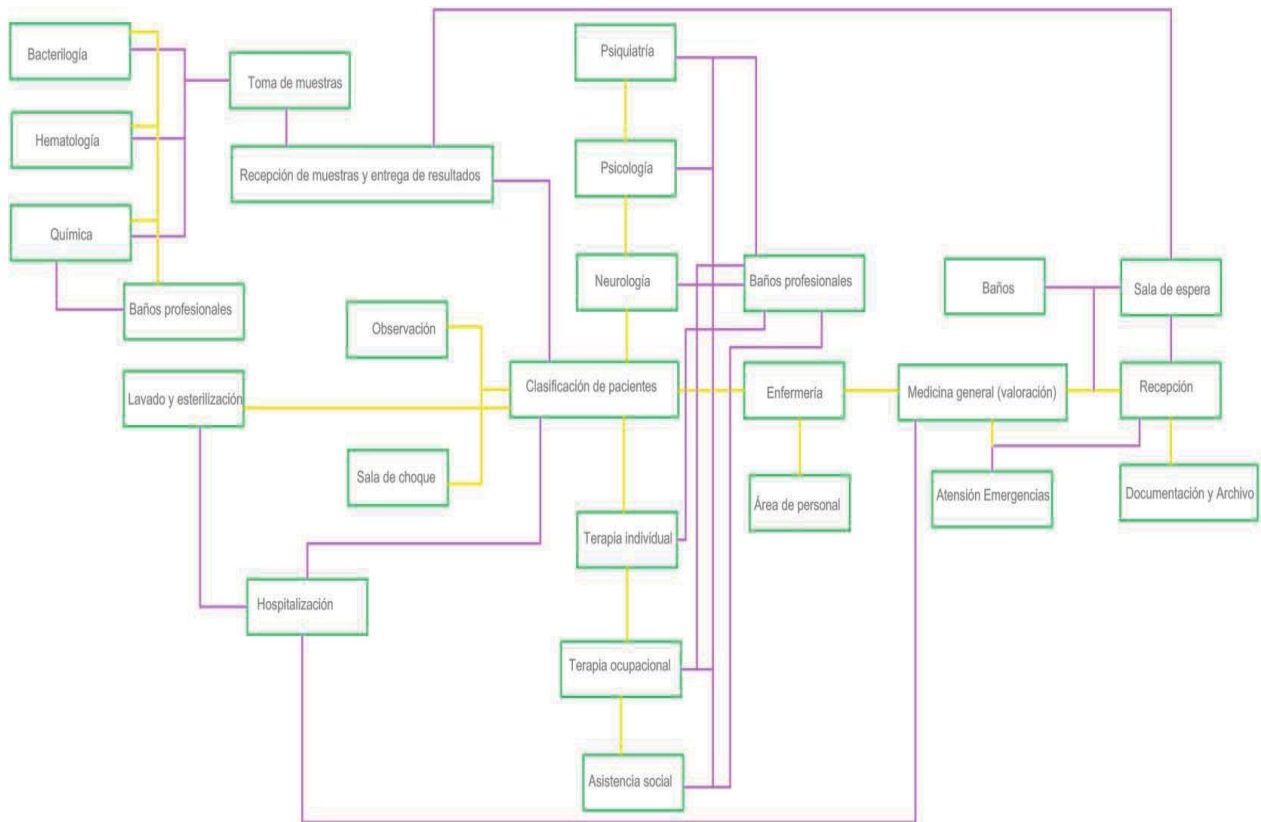 Bacterilogía
Psiquiatría
Toma de muestras
Hematología
Recepción de muestras y entrega de resultados
Psicología
Química
Baños profesionales
Neurología
Baños profesionales
Baños
Sala de espera
Observación
Lavado y esterilización
Clasificación de pacientes
Enfermería
Medicina general (valoración)
Recepción
Sala de choque
Área de personal
Atensión Emergencias
Documentación y Archivo
Terapia individual
Hospitalización
Terapia ocupacional
Asistencia social